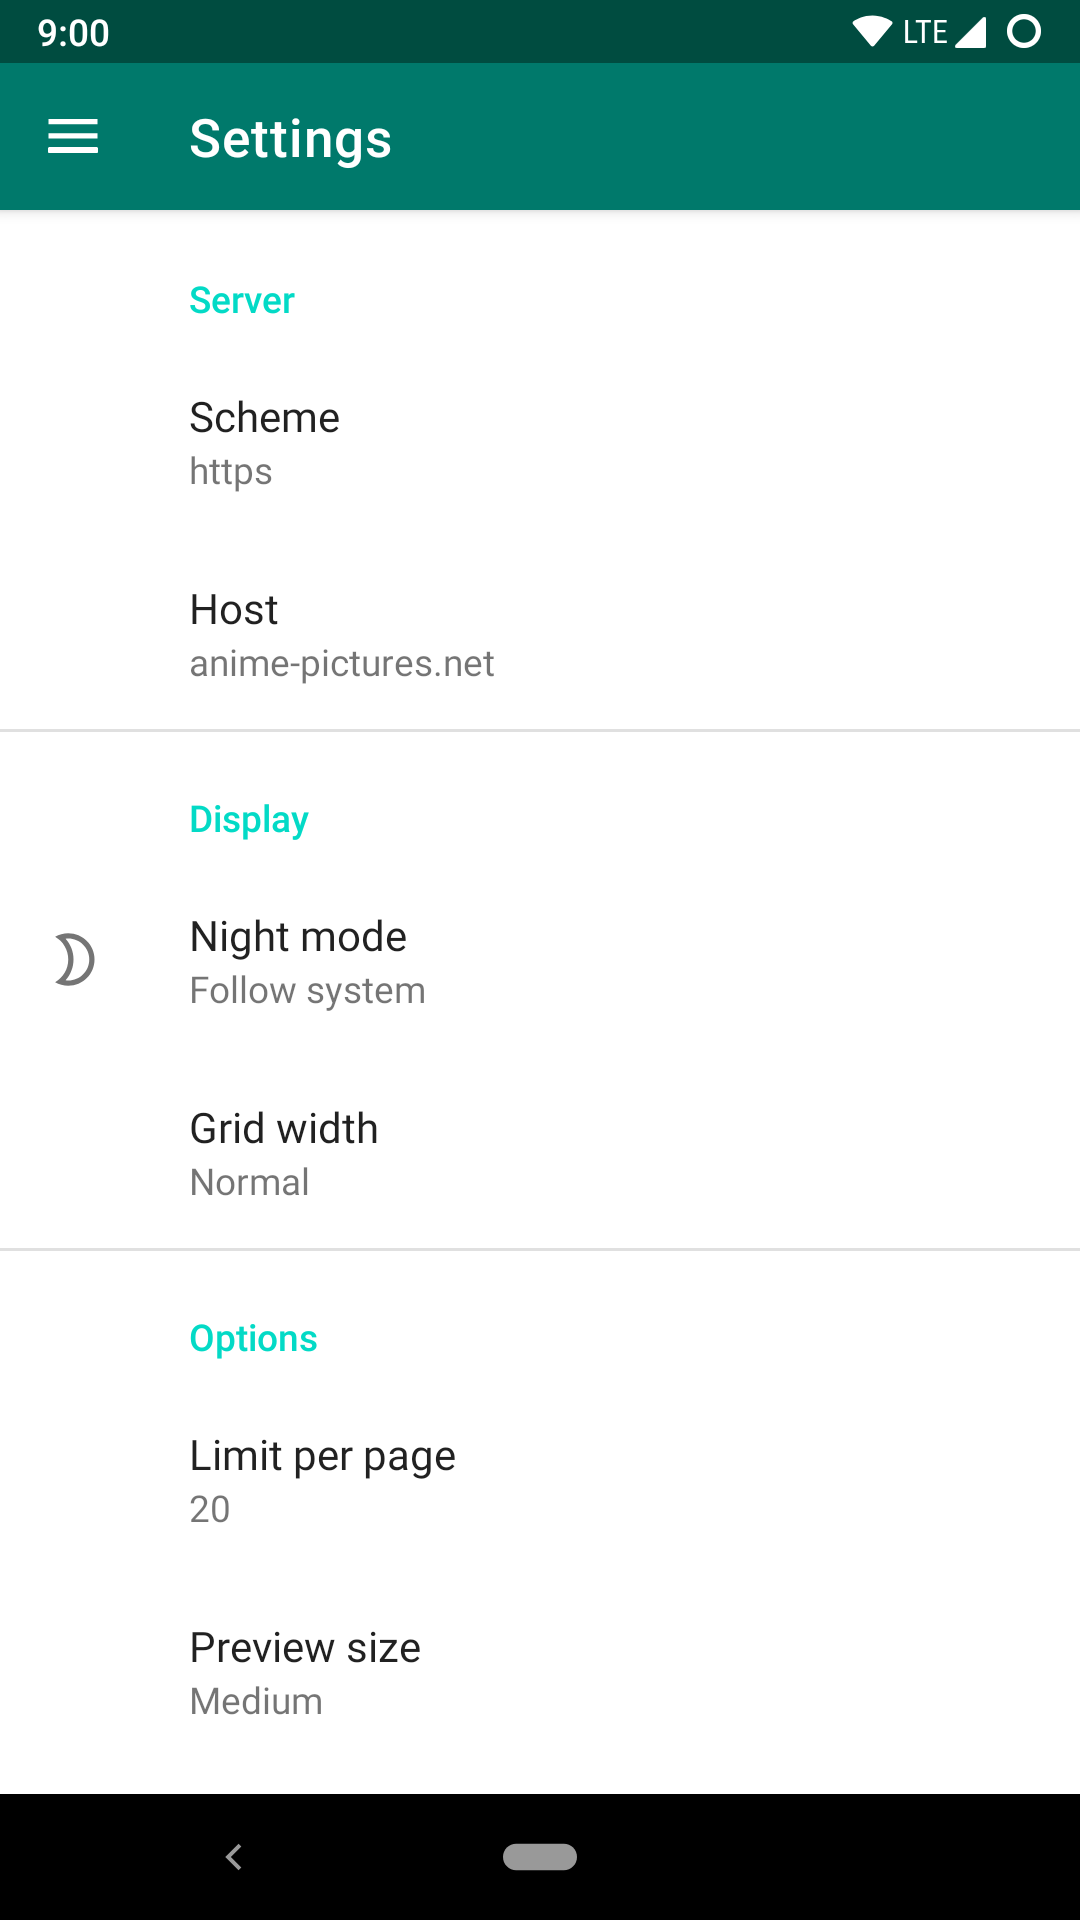 9:00 LTE
Settings
Server
Scheme
https
Host
anime-pictures.net
Display
Night mode
Follow system
Grid width
Normal
Options
Limit per page
20
Preview size
Medium